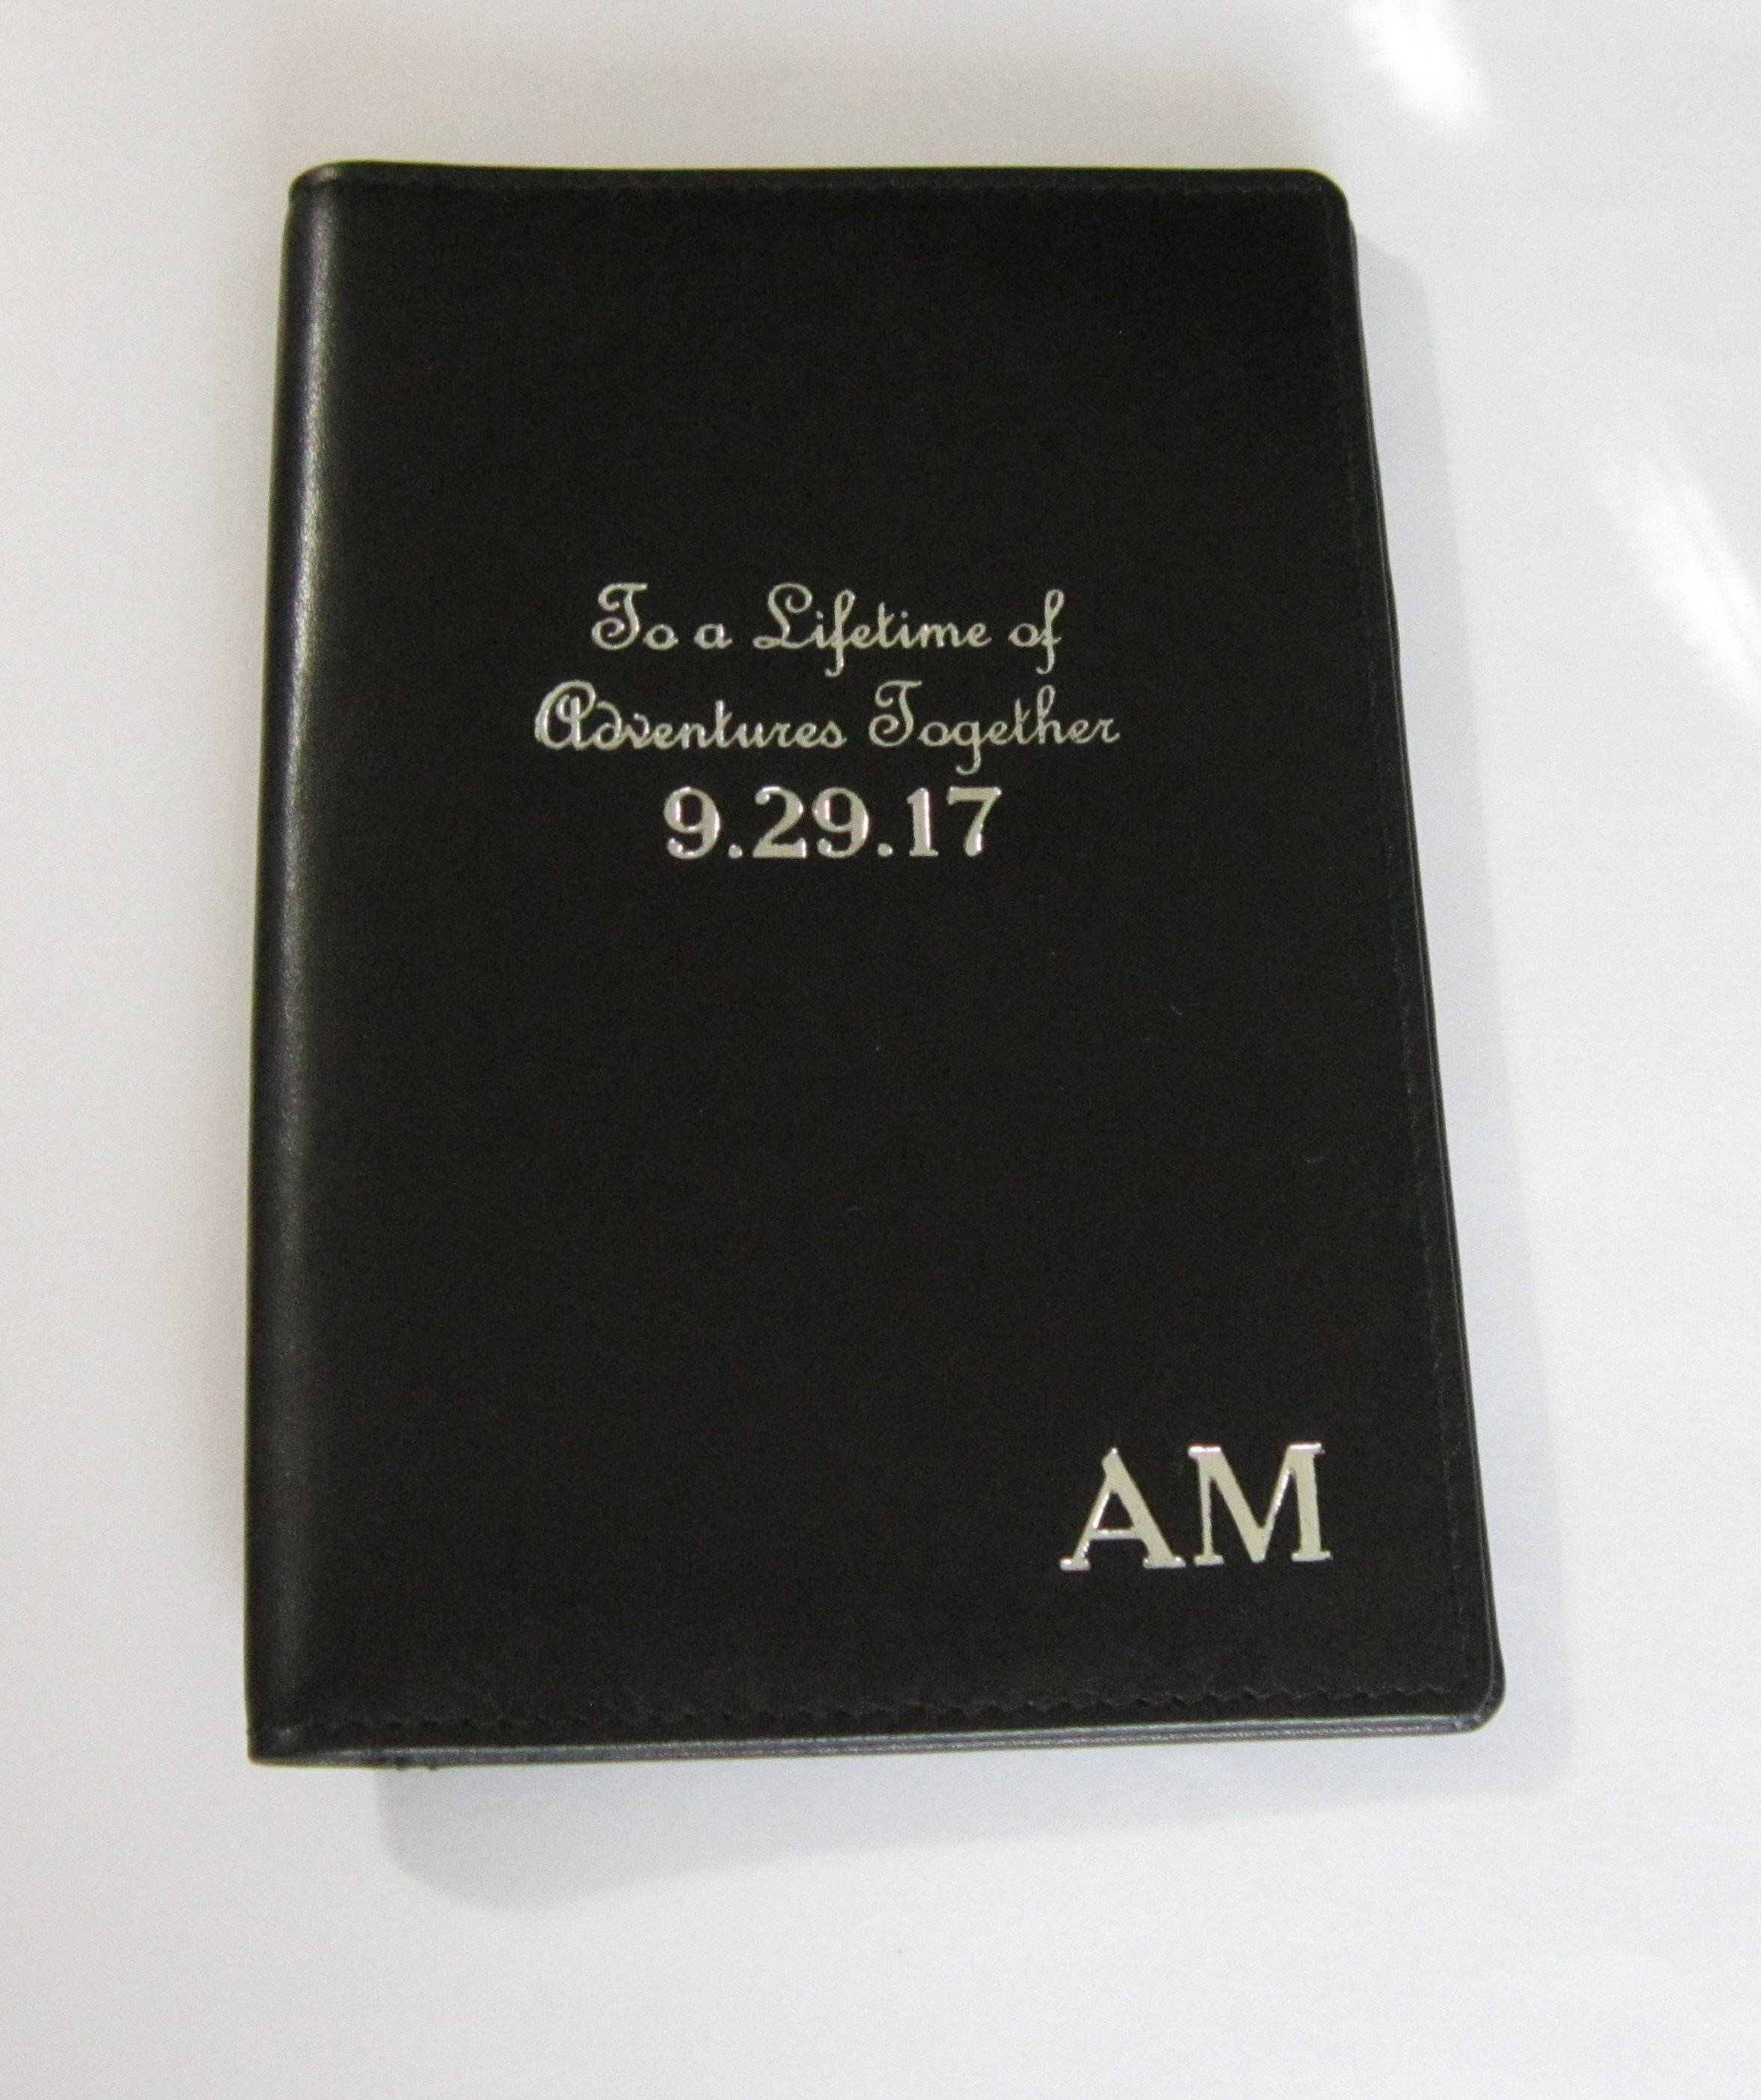 To a Lifetime of
Adventures Together
9.29.17
AM